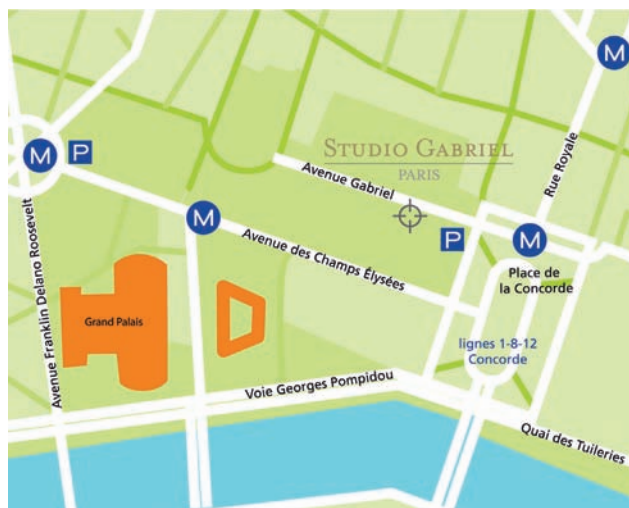 M
M
P
STUDIO GABRIEL
PARIS
Avenue Gabriel
Rue Royale
M
P
M
Avenue des Champs Élysées
Place de
la Concorde
Avenue Franklin Delano Roosevelt
Grand Palais
lignes 1-8-12
Concorde
Voie Georges Pompidou
Quai des Tuileries